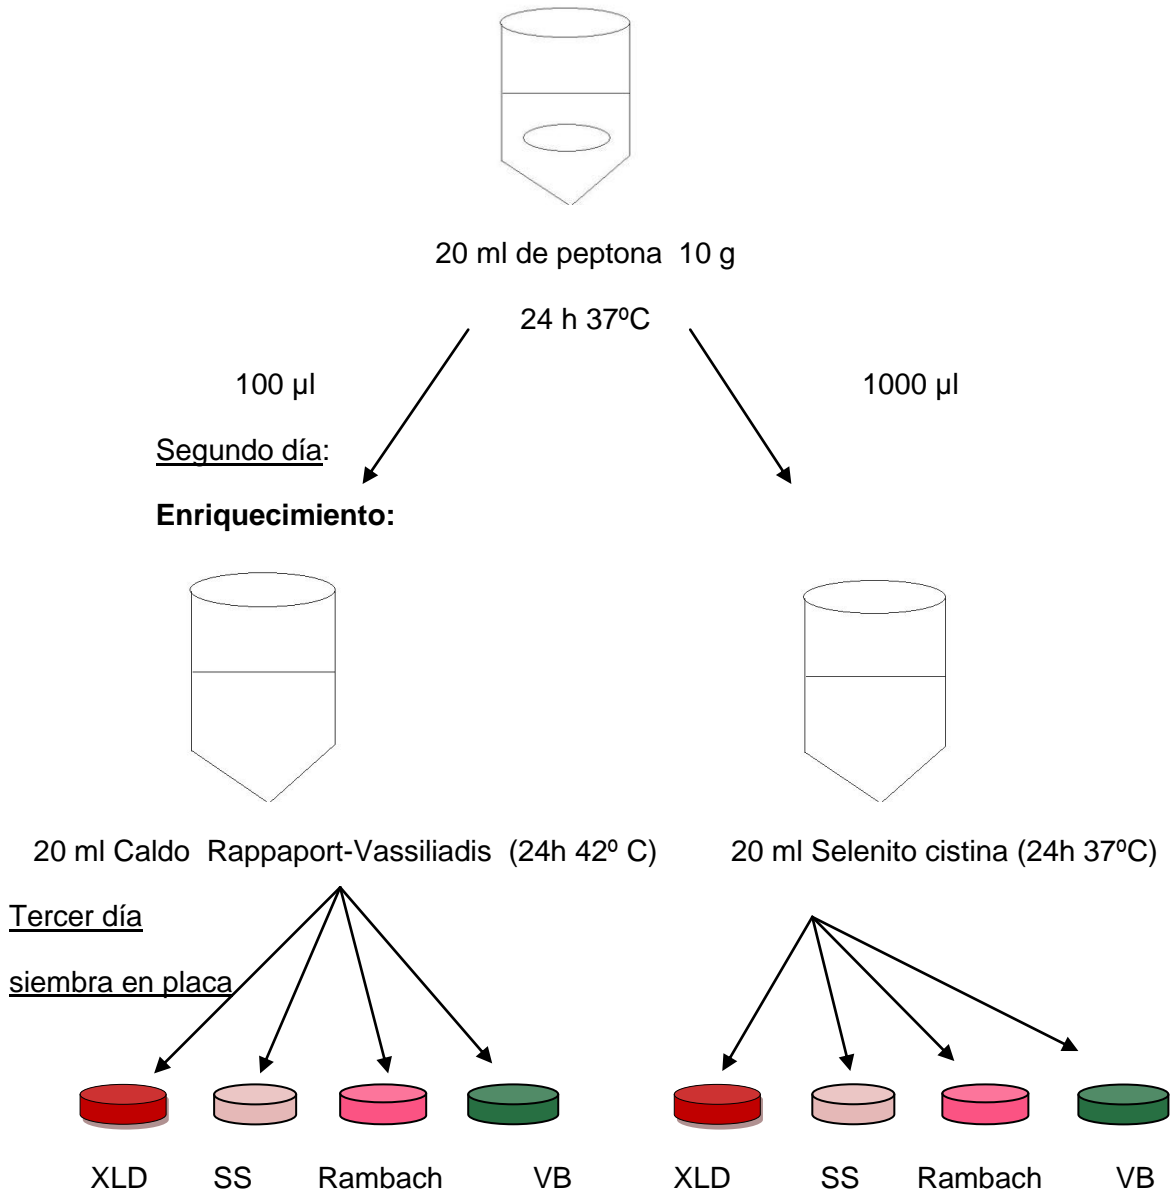 20 ml de peptona 10 g
24 h 37ºC
100 µl 1000 µl
Segundo día:
Enriquecimiento:
20 ml Caldo Rappaport-Vassiliadis (24h 42º C) 20 ml Selenito cistina (24h 37ºC)
Tercer día
siembra en placa
XLD SS Rambach VB XLD SS Rambach VB